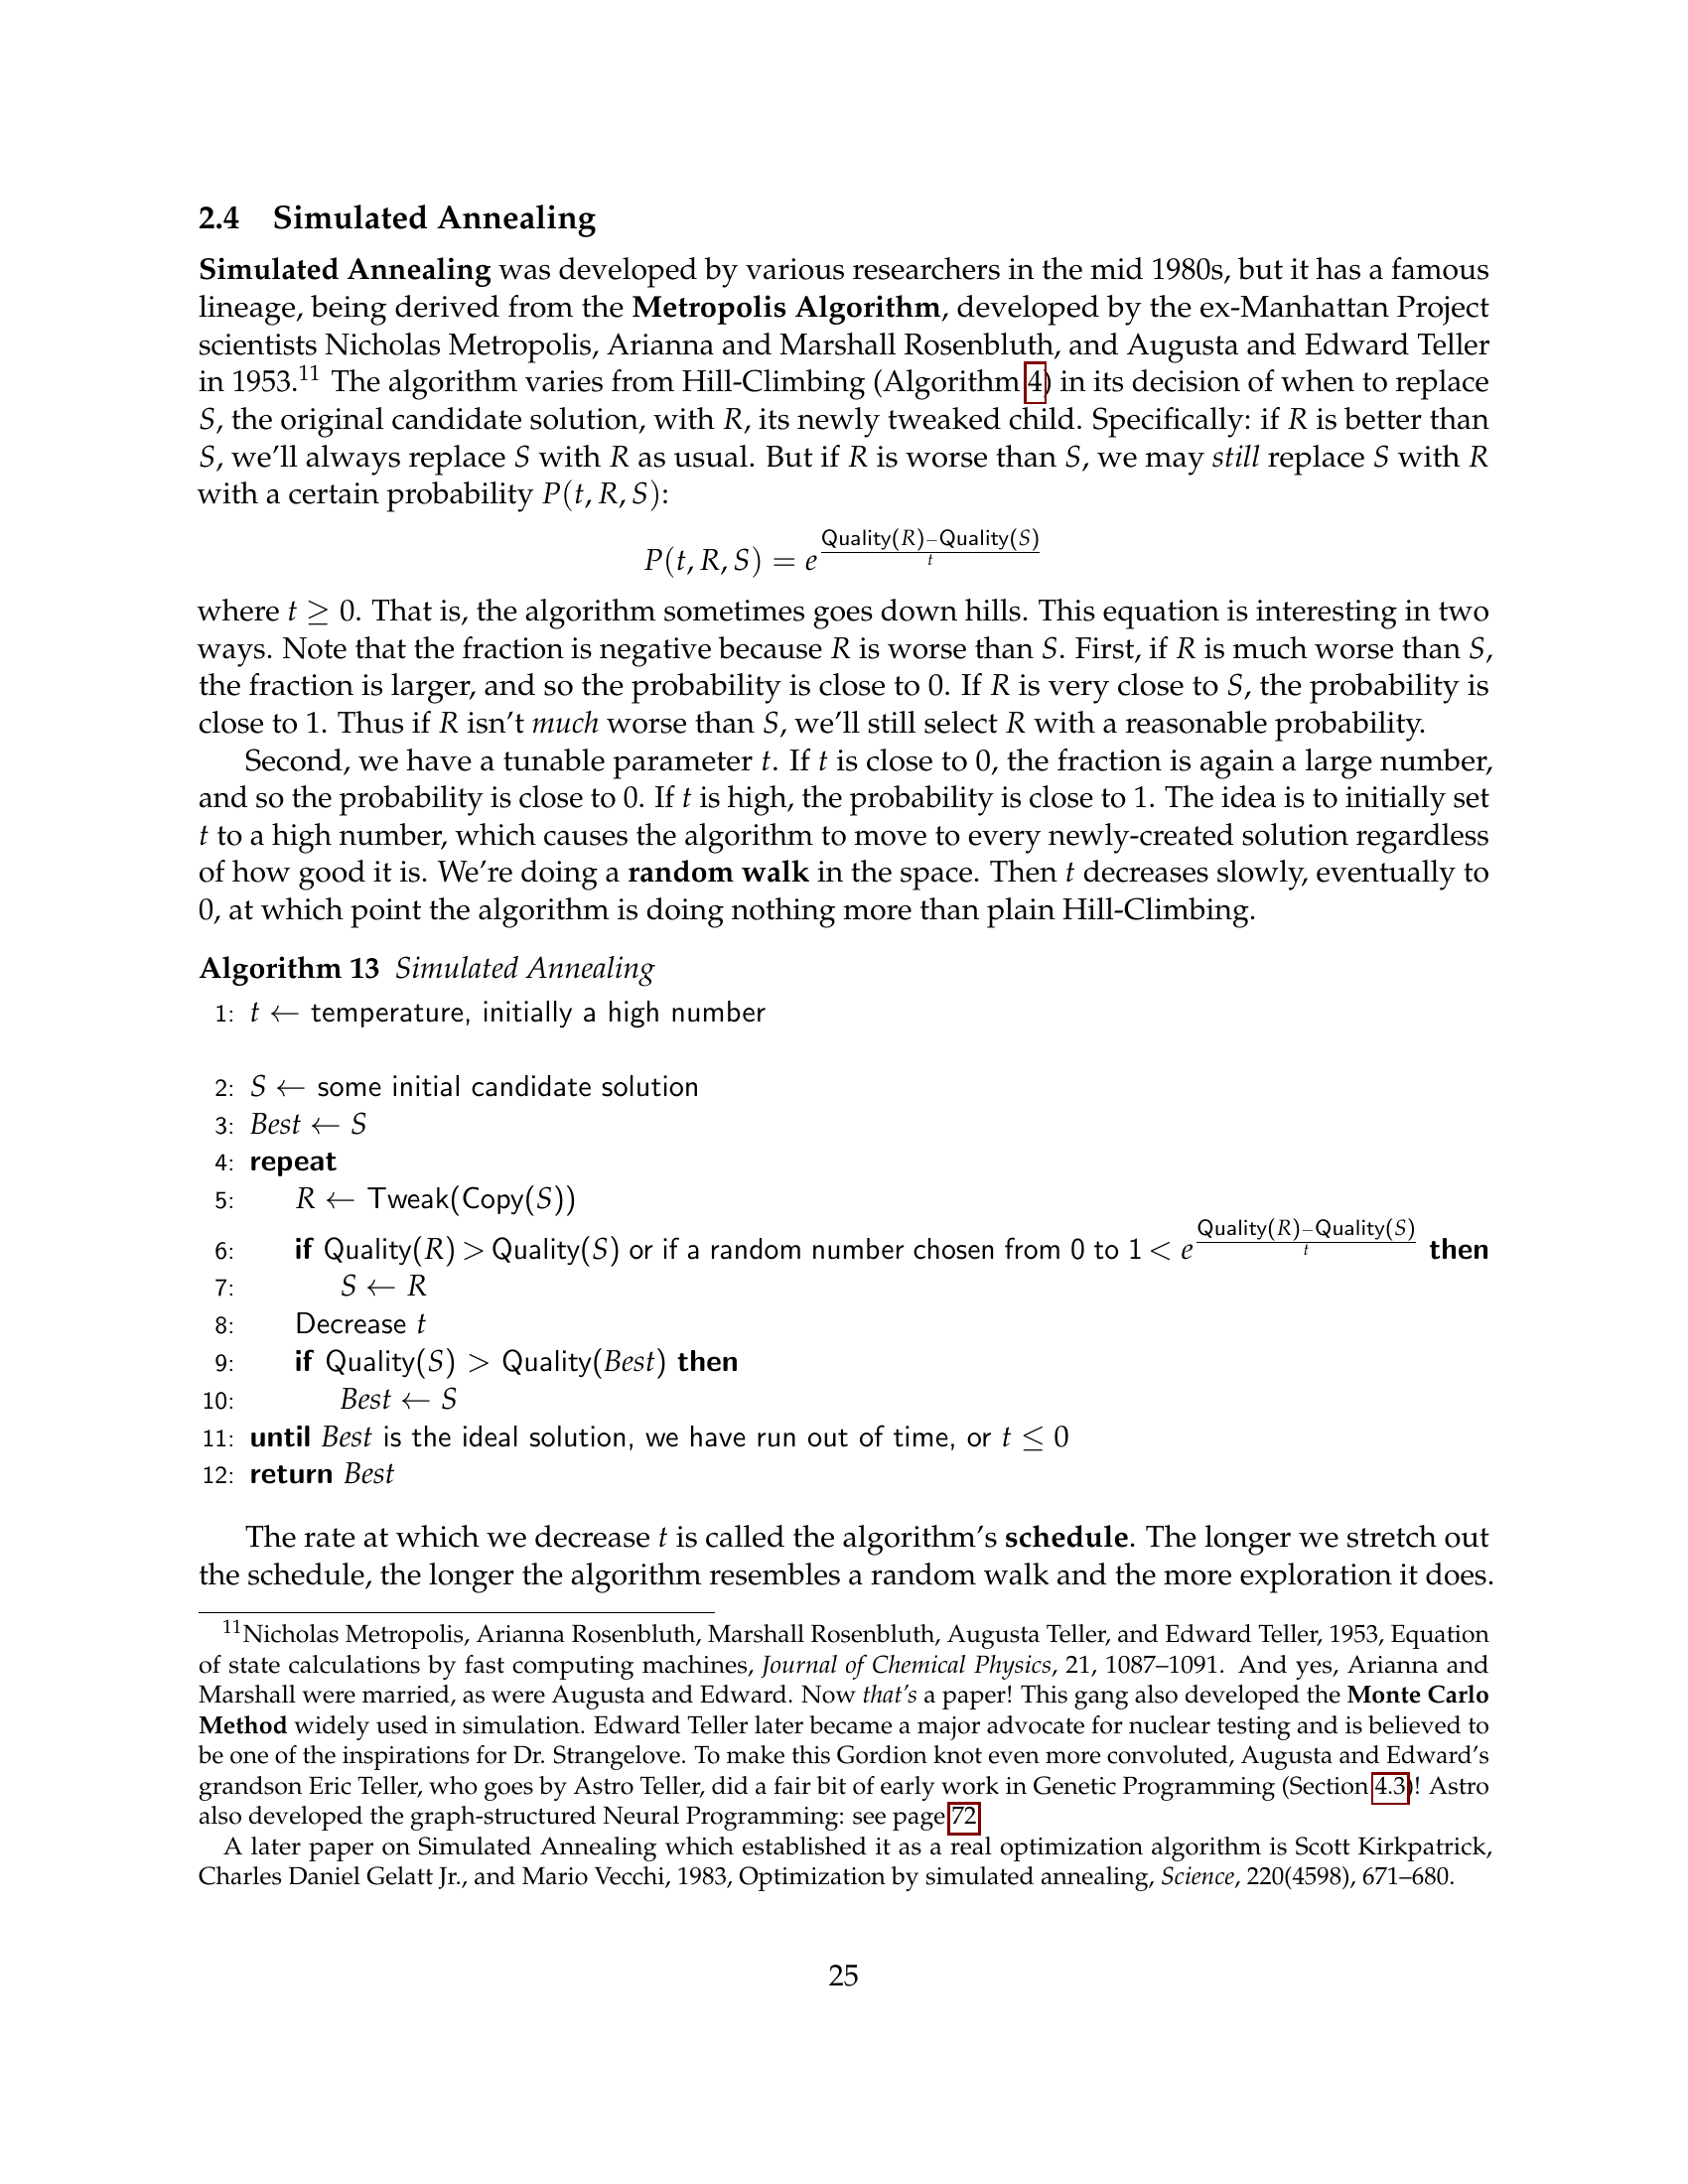 2.4 Simulated Annealing
Simulated Annealing was developed by various researchers in the mid 1980s, but it has a famous
lineage, being derived from the Metropolis Algorithm, developed by the ex-Manhattan Project
scientists Nicholas Metropolis, Arianna and Marshall Rosenbluth, and Augusta and Edward Teller
in 1953.¹¹ The algorithm varies from Hill-Climbing (Algorithm 4) in its decision of when to replace
S, the original candidate solution, with R, its newly tweaked child. Specifically: if R is better than
S, we'll always replace S with R as usual. But if R is worse than S, we may still replace S with R
with a certain probability P(t, R, S):
P(t, R, S) = e^{\frac{Quality(R)−Quality(S)}{t}}
where t ≥ 0. That is, the algorithm sometimes goes down hills. This equation is interesting in two
ways. Note that the fraction is negative because R is worse than S. First, if R is much worse than S,
the fraction is larger, and so the probability is close to 0. If R is very close to S, the probability is
close to 1. Thus if R isn't much worse than S, we'll still select R with a reasonable probability.
Second, we have a tunable parameter t. If t is close to 0, the fraction is again a large number,
and so the probability is close to 0. If t is high, the probability is close to 1. The idea is to initially set
t to a high number, which causes the algorithm to move to every newly-created solution regardless
of how good it is. We're doing a random walk in the space. Then t decreases slowly, eventually to
0, at which point the algorithm is doing nothing more than plain Hill-Climbing.
Algorithm 13 Simulated Annealing
1: t ← temperature, initially a high number
2: S ← some initial candidate solution
3: Best ← S
4: repeat
5: R ← Tweak(Copy(S))
6: if Quality(R) > Quality(S) or if a random number chosen from 0 to 1 < e^{\frac{Quality(R)−Quality(S)}{t}} then
7: S ← R
8: Decrease t
9: if Quality(S) > Quality(Best) then
10: Best ← S
11: until Best is the ideal solution, we have run out of time, or t ≤ 0
12: return Best
The rate at which we decrease t is called the algorithm's schedule. The longer we stretch out
the schedule, the longer the algorithm resembles a random walk and the more exploration it does.
¹¹Nicholas Metropolis, Arianna Rosenbluth, Marshall Rosenbluth, Augusta Teller, and Edward Teller, 1953, Equation
of state calculations by fast computing machines, Journal of Chemical Physics, 21, 1087–1091. And yes, Arianna and
Marshall were married, as were Augusta and Edward. Now that's a paper! This gang also developed the Monte Carlo
Method widely used in simulation. Edward Teller later became a major advocate for nuclear testing and is believed to
be one of the inspirations for Dr. Strangelove. To make this Gordion knot even more convoluted, Augusta and Edward's
grandson Eric Teller, who goes by Astro Teller, did a fair bit of early work in Genetic Programming (Section 4.3)! Astro
also developed the graph-structured Neural Programming: see page 72
A later paper on Simulated Annealing which established it as a real optimization algorithm is Scott Kirkpatrick,
Charles Daniel Gelatt Jr., and Mario Vecchi, 1983, Optimization by simulated annealing, Science, 220(4598), 671–680.
25